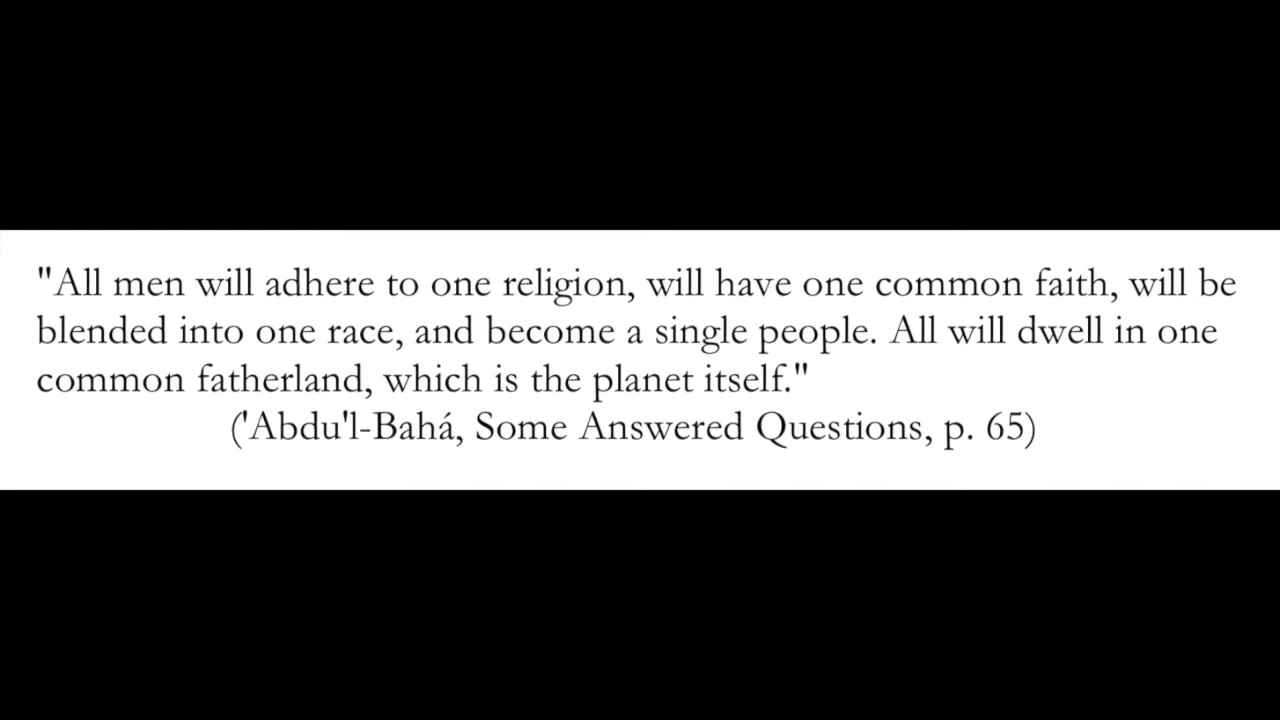 "All men will adhere to one religion, will have one common faith, will be
blended into one race, and become a single people. All will dwell in one
common fatherland, which is the planet itself."
('Abdu'l-Bahá, Some Answered Questions, p. 65)